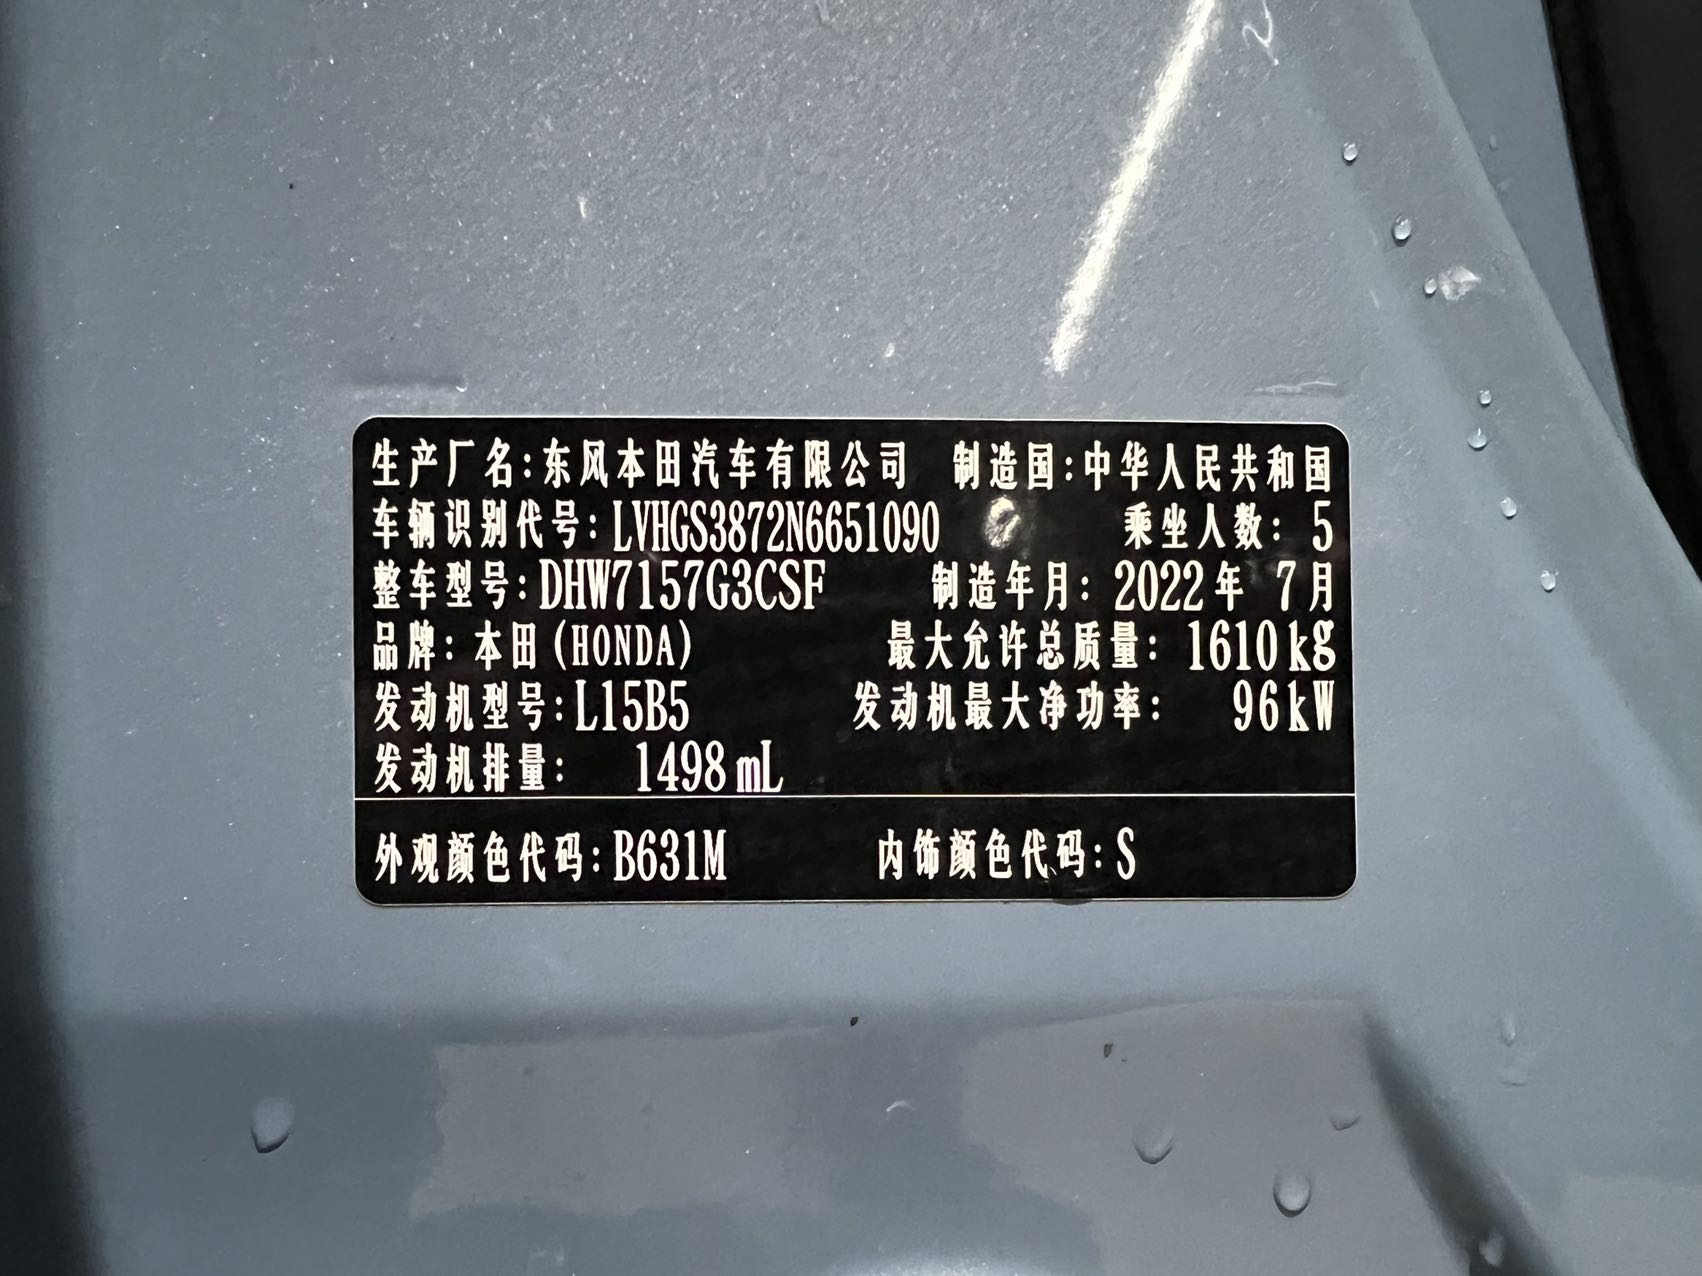 生产厂名:东风本田汽车有限公司 制造国:中华人民共和国
车辆识别代号:LVHGS3872N6651090 乘坐人数: 5
整车型号:DHW7157G3CSF 制造年月: 2022年 7月
品牌: 本田(HONDA) 最大允许总质量: 1610kg
发动机型号:L15B5 发动机最大净功率: 96kW
发动机排量: 1498mL
外观颜色代码:B631M 内饰颜色代码:S